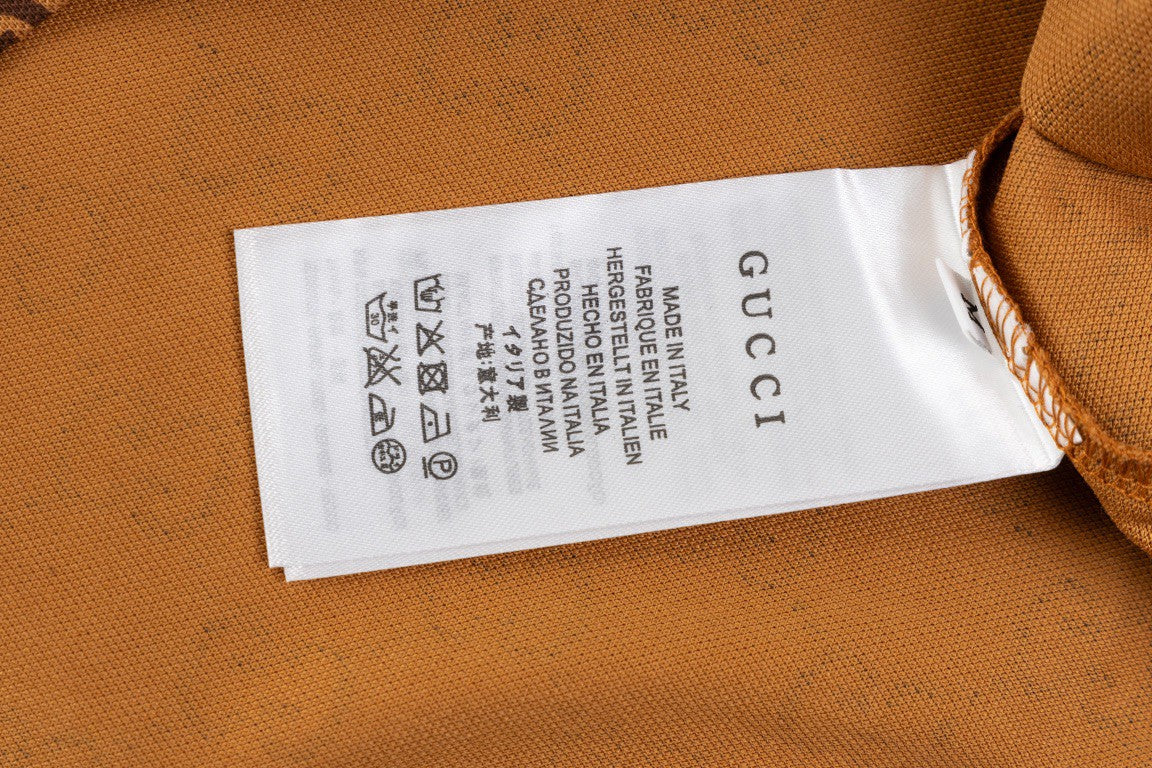 GUCCI
MADE IN ITALY
FABRIQUE EN ITALIE
HERGESTELLT IN ITALIEN
HECHO EN ITALIA
PRODUZIDO NA ITALIA
СДЕЛАНО В ИТАЛИИ
イタリア製
产地:意大利
P
30